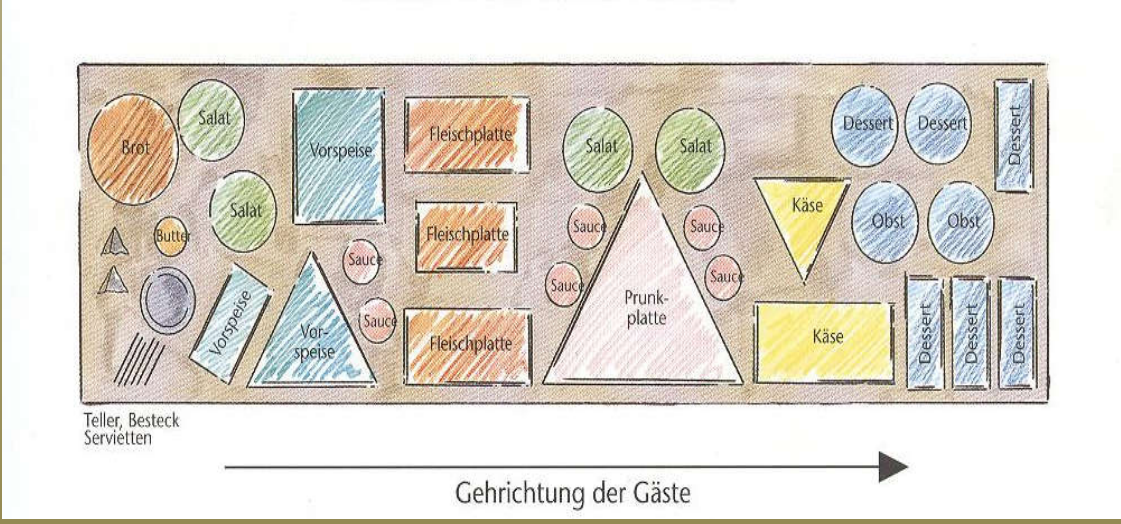 Brot
Salat
Salat
Butter
Vorspeise
Vorspeise
Vor-
speise
Sauce
Sauce
Fleischplatte
Fleischplatte
Fleischplatte
Salat
Salat
Sauce
Sauce
Sauce
Sauce
Prunk-
platte
Käse
Käse
Dessert
Dessert
Dessert
Obst
Obst
Dessert
Dessert
Dessert
Teller, Besteck
Servietten
Gehrichtung der Gäste